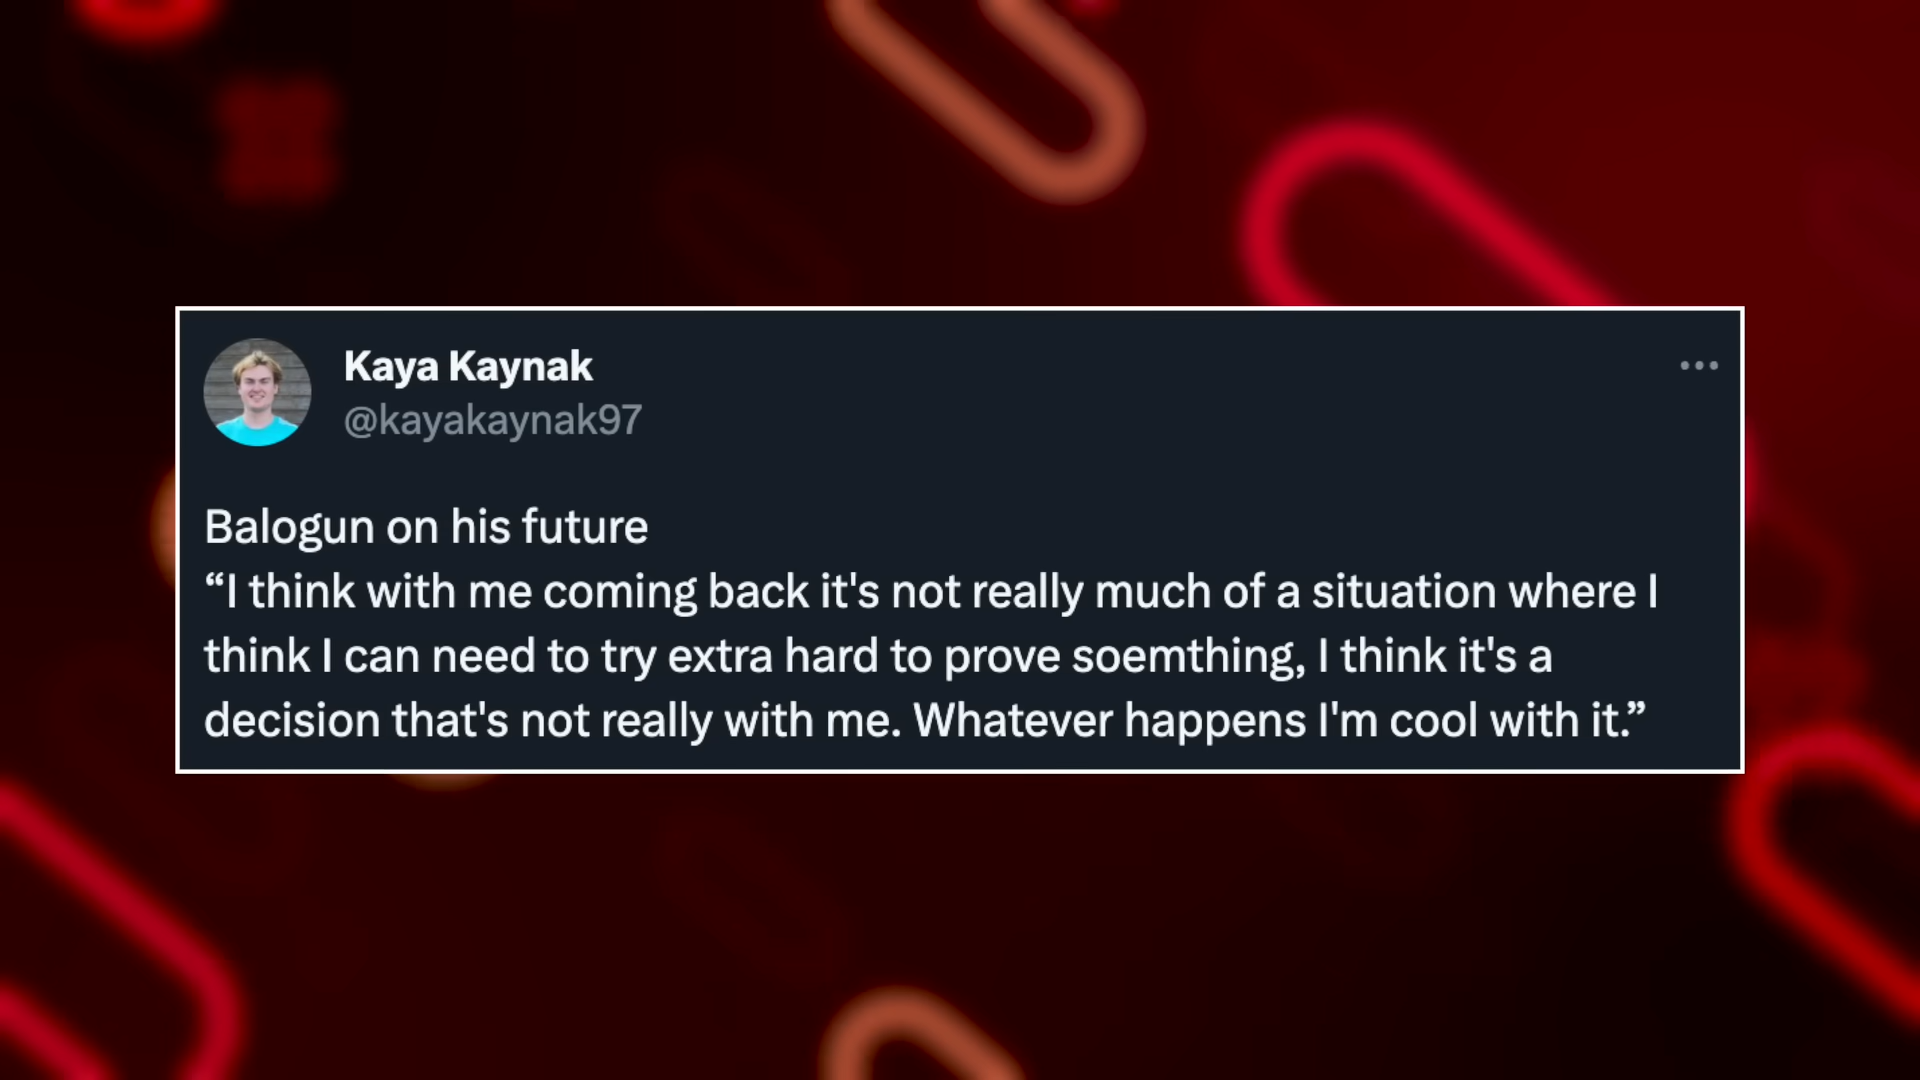 Kaya Kaynak
@kayakaynak97
Balogun on his future
“I think with me coming back it's not really much of a situation where I
think I can need to try extra hard to prove soemthing, I think it's a
decision that's not really with me. Whatever happens I'm cool with it.”